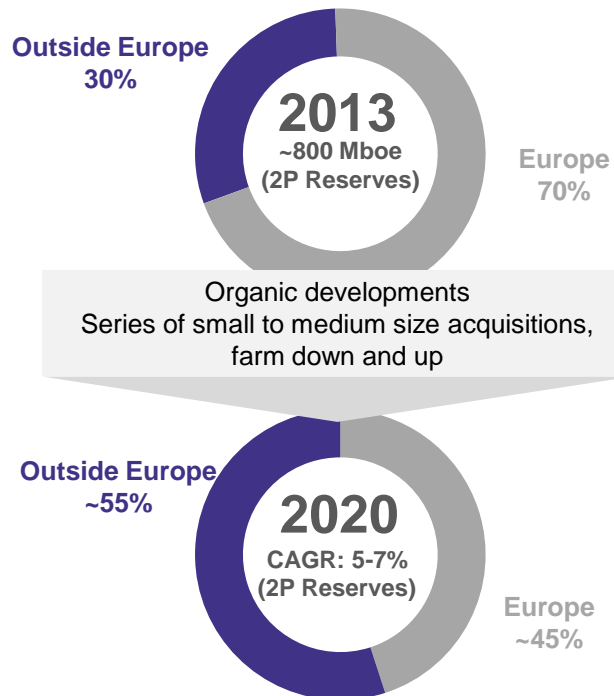 Outside Europe
30%
2013
~800 Mboe
(2P Reserves)
Europe
70%
Organic developments
Series of small to medium size acquisitions,
farm down and up
Outside Europe
~55%
2020
CAGR: 5-7%
(2P Reserves)
Europe
~45%